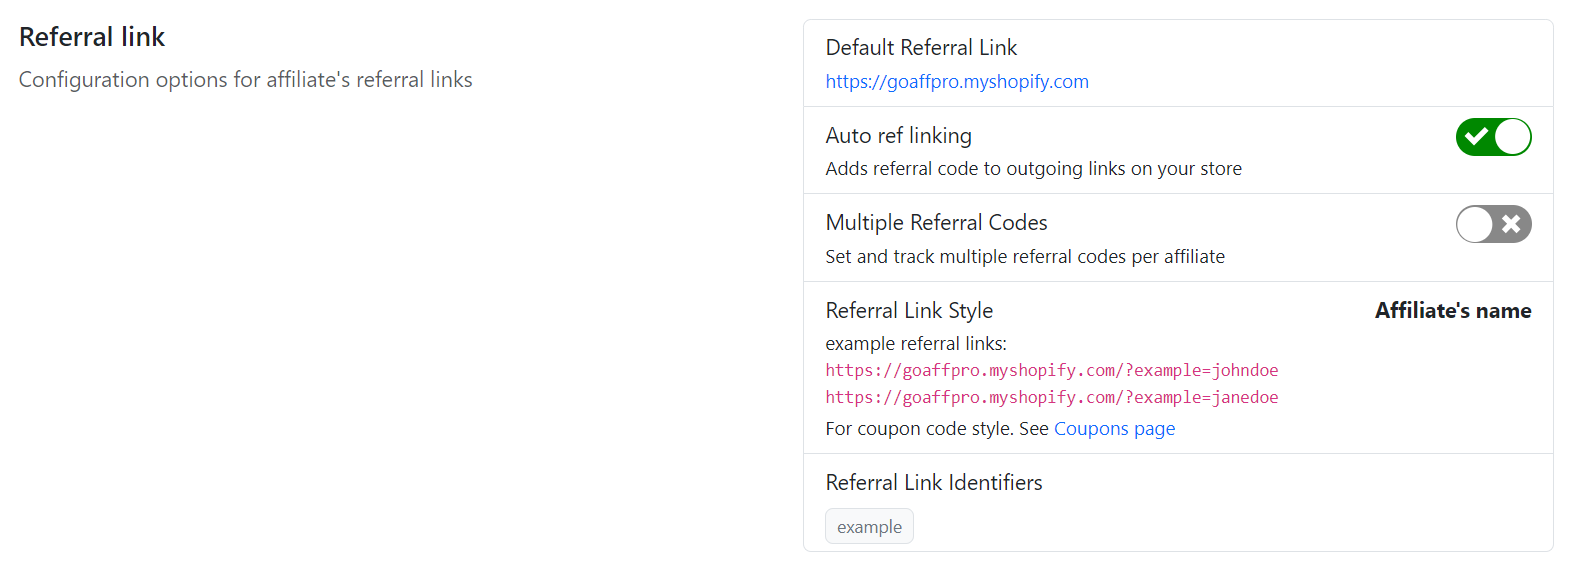 Referral link
Configuration options for affiliate's referral links
Default Referral Link
https://goaffpro.myshopify.com
Auto ref linking
Adds referral code to outgoing links on your store
Multiple Referral Codes
Set and track multiple referral codes per affiliate
Referral Link Style
Affiliate's name
example referral links:
https://goaffpro.myshopify.com/?example=johndoe
https://goaffpro.myshopify.com/?example=janedoe
For coupon code style. See Coupons page
Referral Link Identifiers
example